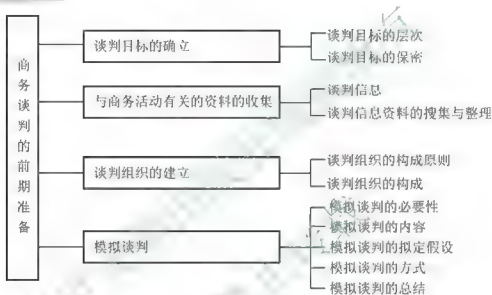 商务谈判的前期准备
谈判目标的确立
谈判目标的层次
谈判目标的保密
与商务活动有关的资料的收集
谈判信息
谈判信息资料的搜集与整理
谈判组织的建立
谈判组织的构成原则
谈判组织的构成
模拟谈判
模拟谈判的必要性
模拟谈判的内容
模拟谈判的拟定假设
模拟谈判的方式
模拟谈判的总结